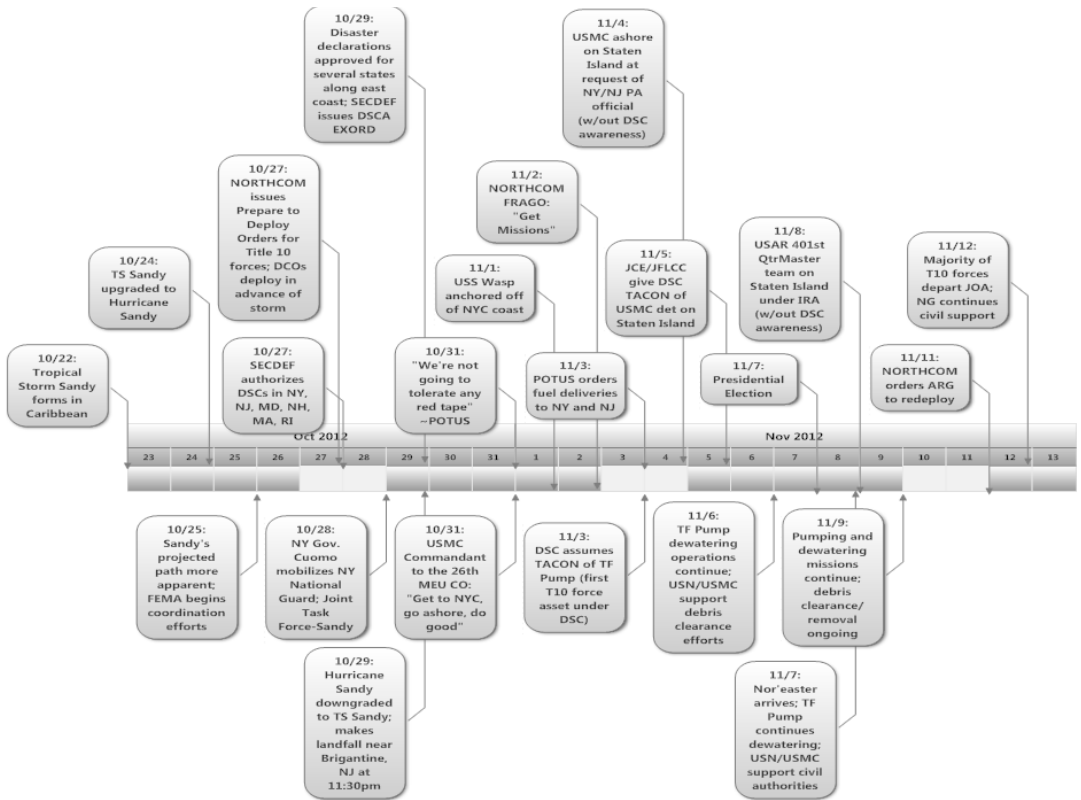 10/29:
Disaster
declarations
approved for
several states
along east
coast; SECDEF
issues DSCA
EXORD
11/4:
USMC ashore
on Staten
Island at
request of
NY/NJ PA
official
(w/out DSC
awareness)
10/27:
NORTHCOM
issues
Prepare to
Deploy
Orders for
Title 10
forces; DCOs
deploy in
advance of
storm
11/2:
NORTHCOM
FRAGO:
"Get
Missions"
11/8:
USAR 401st
QtrMaster
team on
Staten Island
under IRA
(w/out DSC
awareness)
11/12:
Majority of
T10 forces
depart JOA;
NG continues
civil support
10/24:
TS Sandy
upgraded to
Hurricane
Sandy
11/1:
USS Wasp
anchored off
of NYC coast
11/5:
JCE/JFLCC
give DSC
TACON of
USMC det on
Staten Island
10/22:
Tropical
Storm Sandy
forms in
Caribbean
10/27:
SECDEF
authorizes
DSCs in NY,
NJ, MD, NH,
MA, RI
10/31:
"We're not
going to
tolerate any
red tape"
~POTUS
11/3:
POTUS orders
fuel deliveries
to NY and NJ
11/7:
Presidential
Election
11/11:
NORTHCOM
orders ARG
to redeploy
Oct 2012
Nov 2012
23 24 25 26 27 28 29 30 31 1 2 3 4 5 6 7 8 9 10 11 12 13
10/25:
Sandy's
projected
path more
apparent;
FEMA begins
coordination
efforts
10/28:
NY Gov.
Cuomo
mobilizes NY
National
Guard; Joint
Task
Force-Sandy
10/31:
USMC
Commandant
to the 26th
MEU CO:
"Get to NYC,
go ashore, do
good"
11/3:
DSC assumes
TACON of TF
Pump (first
T10 force
asset under
DSC)
11/6:
TF Pump
dewatering
operations
continue;
USN/USMC
support
debris
clearance
efforts
11/9:
Pumping and
dewatering
missions
continue;
debris
clearance/
removal
ongoing
10/29:
Hurricane
Sandy
downgraded
to TS Sandy;
makes
landfall near
Brigantine,
NJ at
11:30pm
11/7:
Nor'easter
arrives; TF
Pump
continues
dewatering;
USN/USMC
support civil
authorities